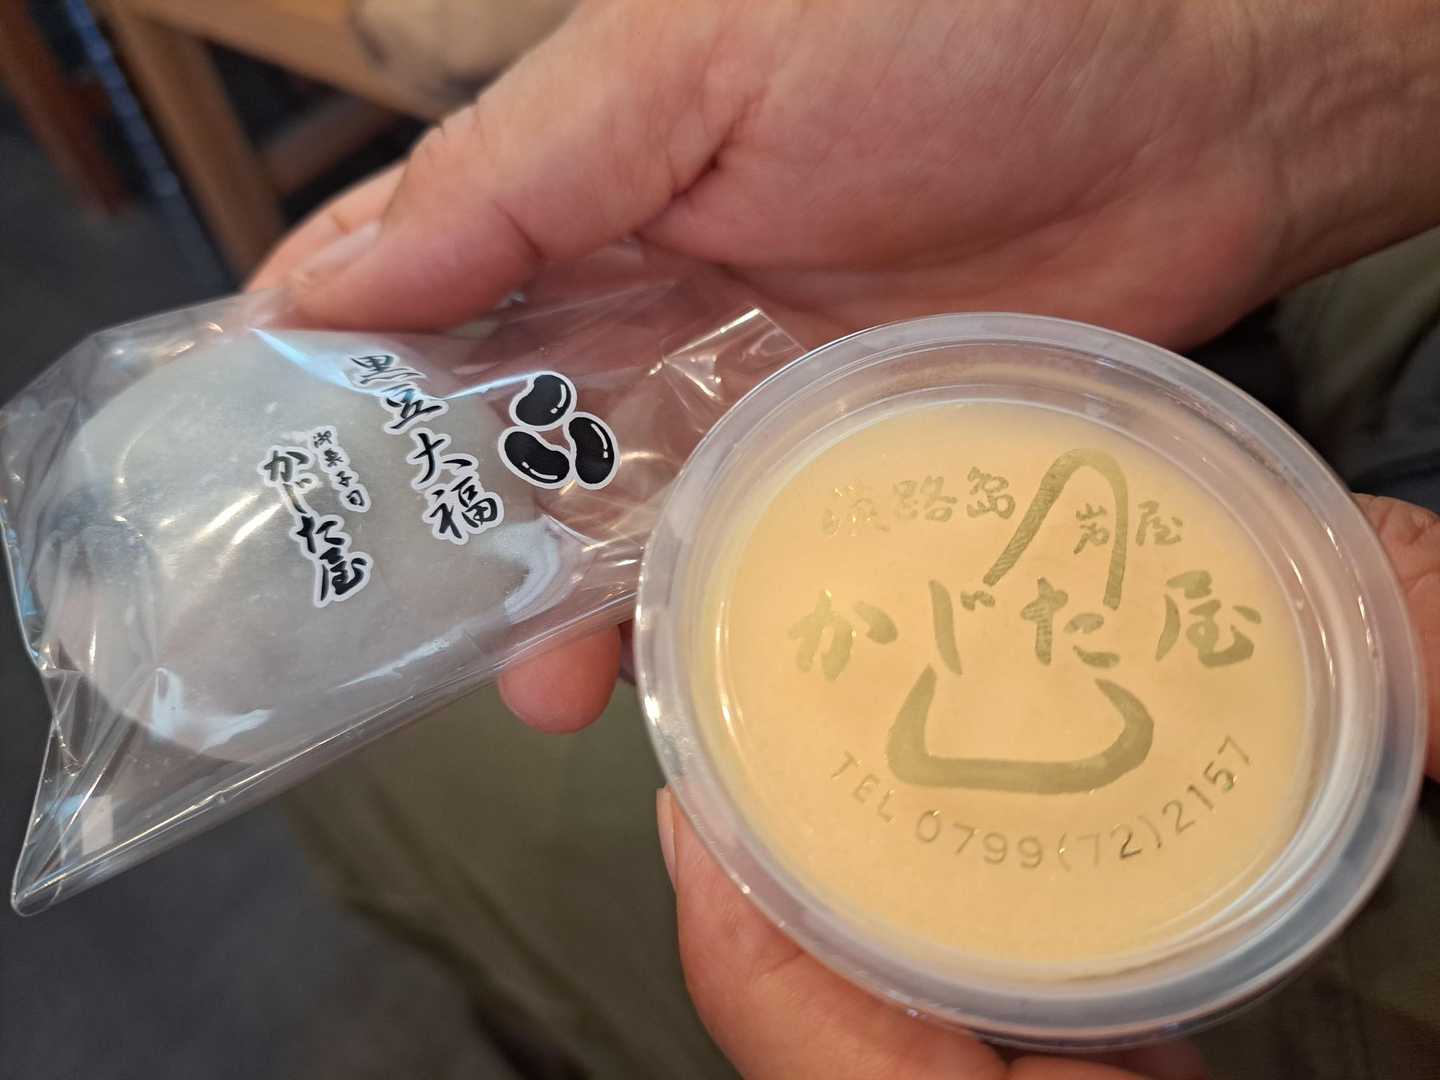 黒豆大福
御菓子司
かじた屋
淡路島 岩屋
かじた屋
TEL 0799(72)2157